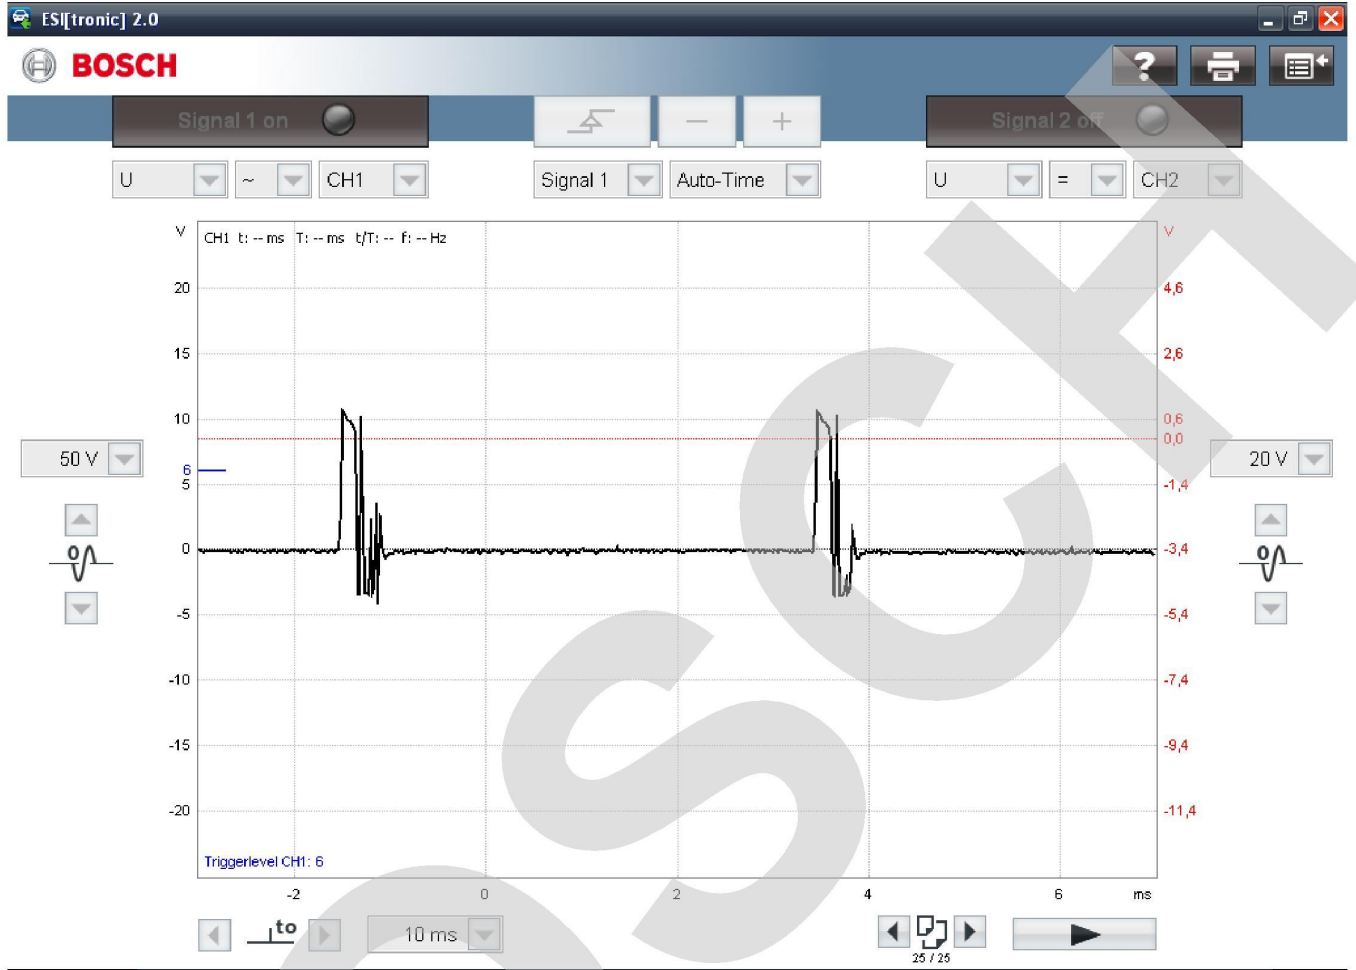 ESI[tronic] 2.0
BOSCH
?
Signal 1 on
− +
Signal 2 off
U ~ CH1
Signal 1 Auto-Time
U = CH2
V
CH1 t: -- ms T: -- ms t/T: -- f: -- Hz
V
20 4,6
15 2,6
10 0,6
0,0
50 V
20 V
6
5 -1,4
0 -3,4
-5 -5,4
-10 -7,4
-15 -9,4
-20 -11,4
Triggerlevel CH1: 6
-2 0 2 4 6 ms
to
10 ms
25 / 25
BOSCH